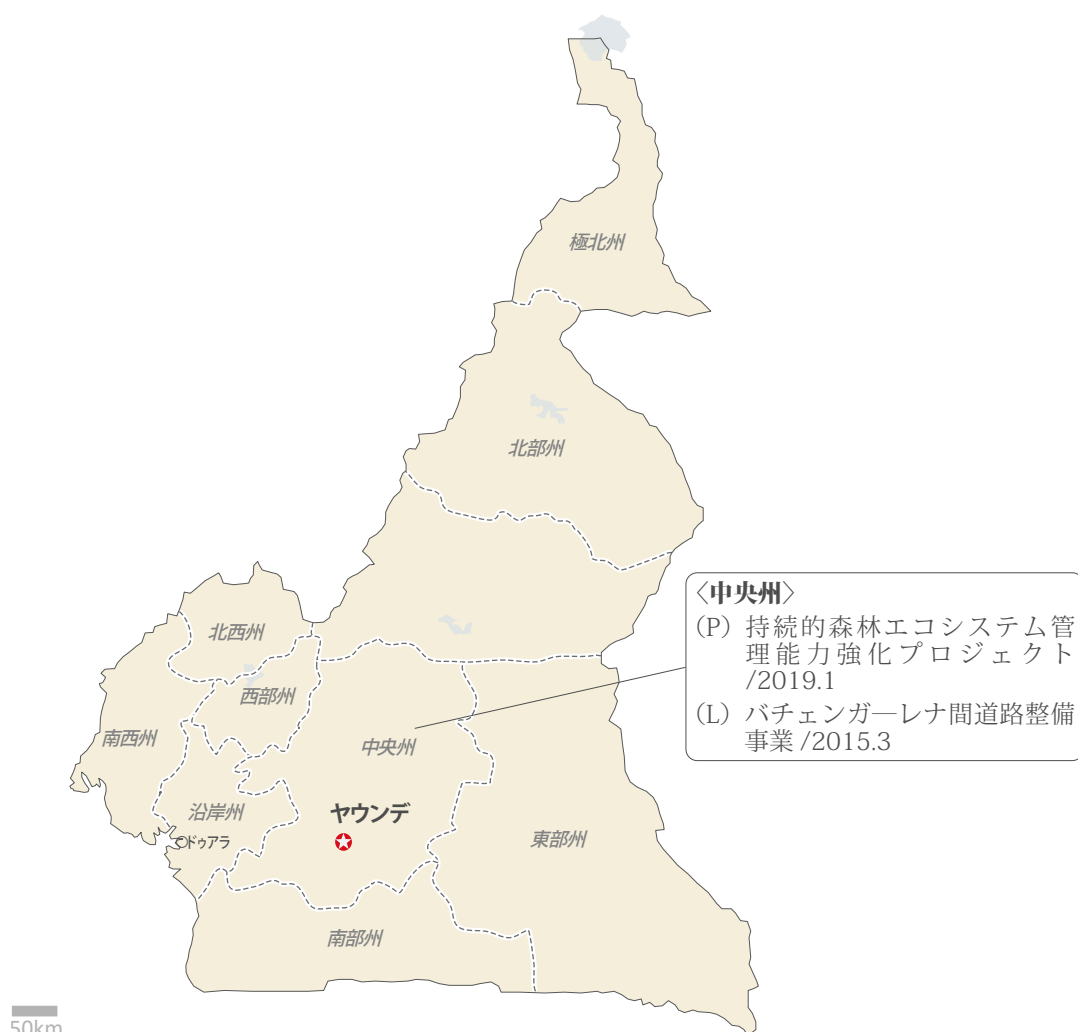 極北州
北部州
〈中央州〉
(P) 持続的森林エコシステム管
理能力強化プロジェクト
/2019.1
(L) バチェンガ―レナ間道路整備
事業 /2015.3
北西州
西部州
南西州
中央州
沿岸州
ヤウンデ
ドゥアラ
東部州
南部州
50km